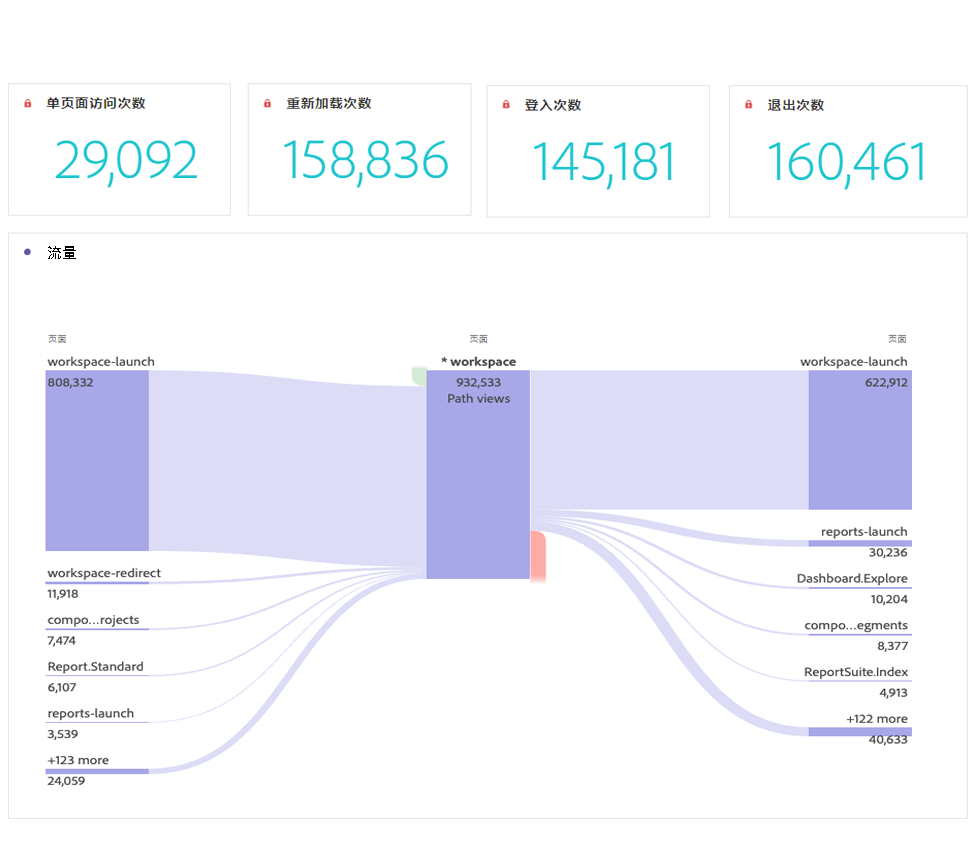 单页面访问次数
29,092
重新加载次数
158,836
登入次数
145,181
退出次数
160,461
流量
页面
workspace-launch
808,332
workspace-redirect
11,918
compo...rojects
7,474
Report.Standard
6,107
reports-launch
3,539
+123 more
24,059
页面
* workspace
932,533
Path views
页面
workspace-launch
622,912
reports-launch
30,236
Dashboard.Explore
10,204
compo...egments
8,377
ReportSuite.Index
4,913
+122 more
40,633